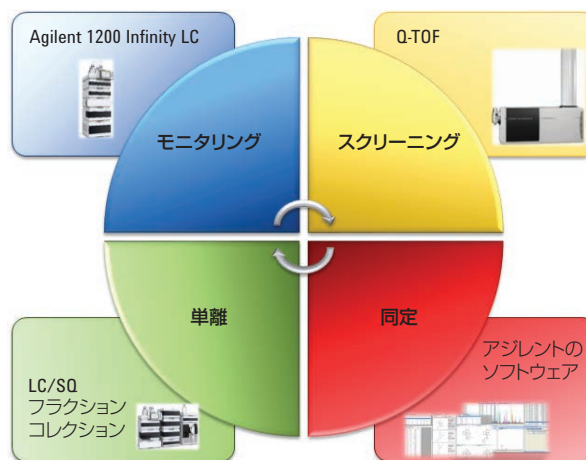 Agilent 1200 Infinity LC
Q-TOF
モニタリング
スクリーニング
単離
同定
LC/SQ
フラクション
コレクション
アジレントの
ソフトウェア